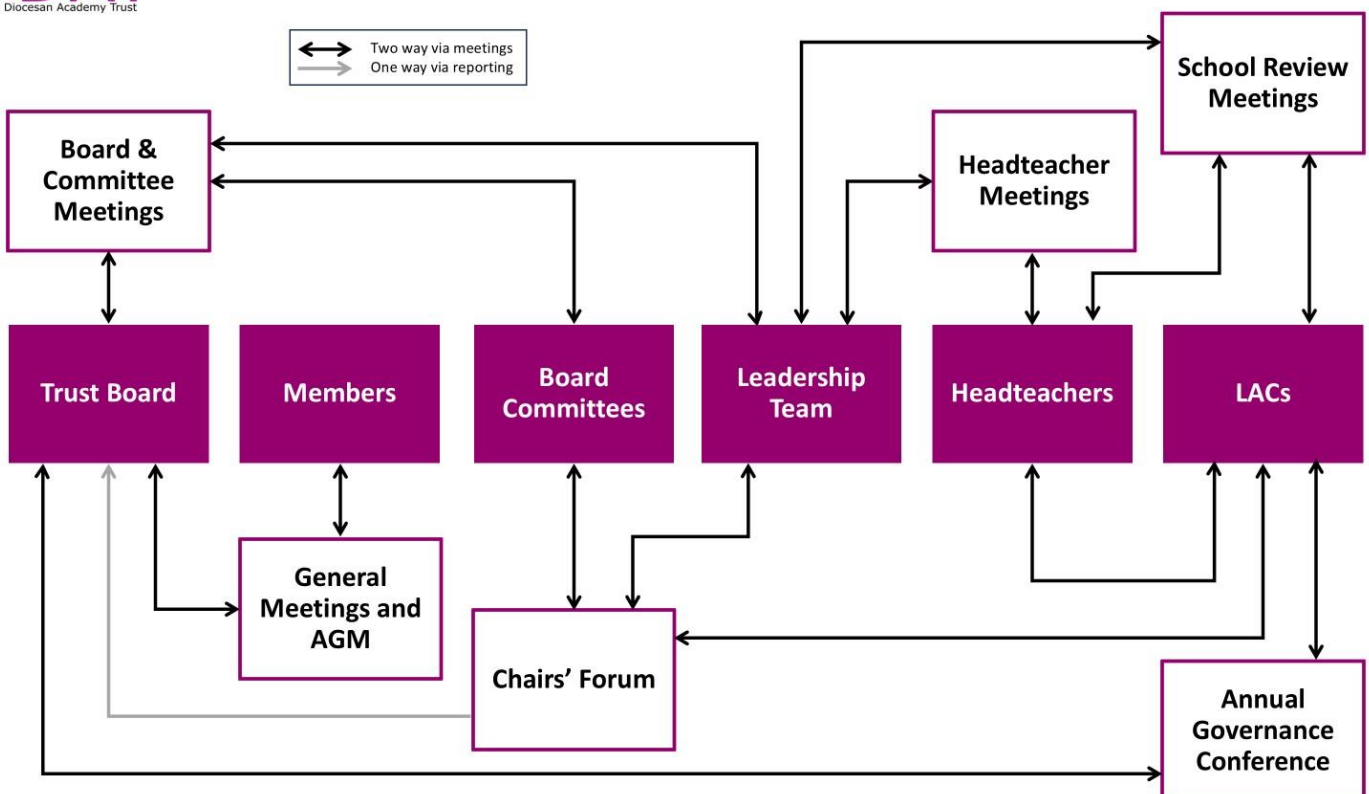 Diocesan Academy Trust
Two way via meetings
One way via reporting
School Review
Meetings
Board &
Committee
Meetings
Headteacher
Meetings
Trust Board
Members
Board
Committees
Leadership
Team
Headteachers
LACs
General
Meetings and
AGM
Chairs’ Forum
Annual
Governance
Conference